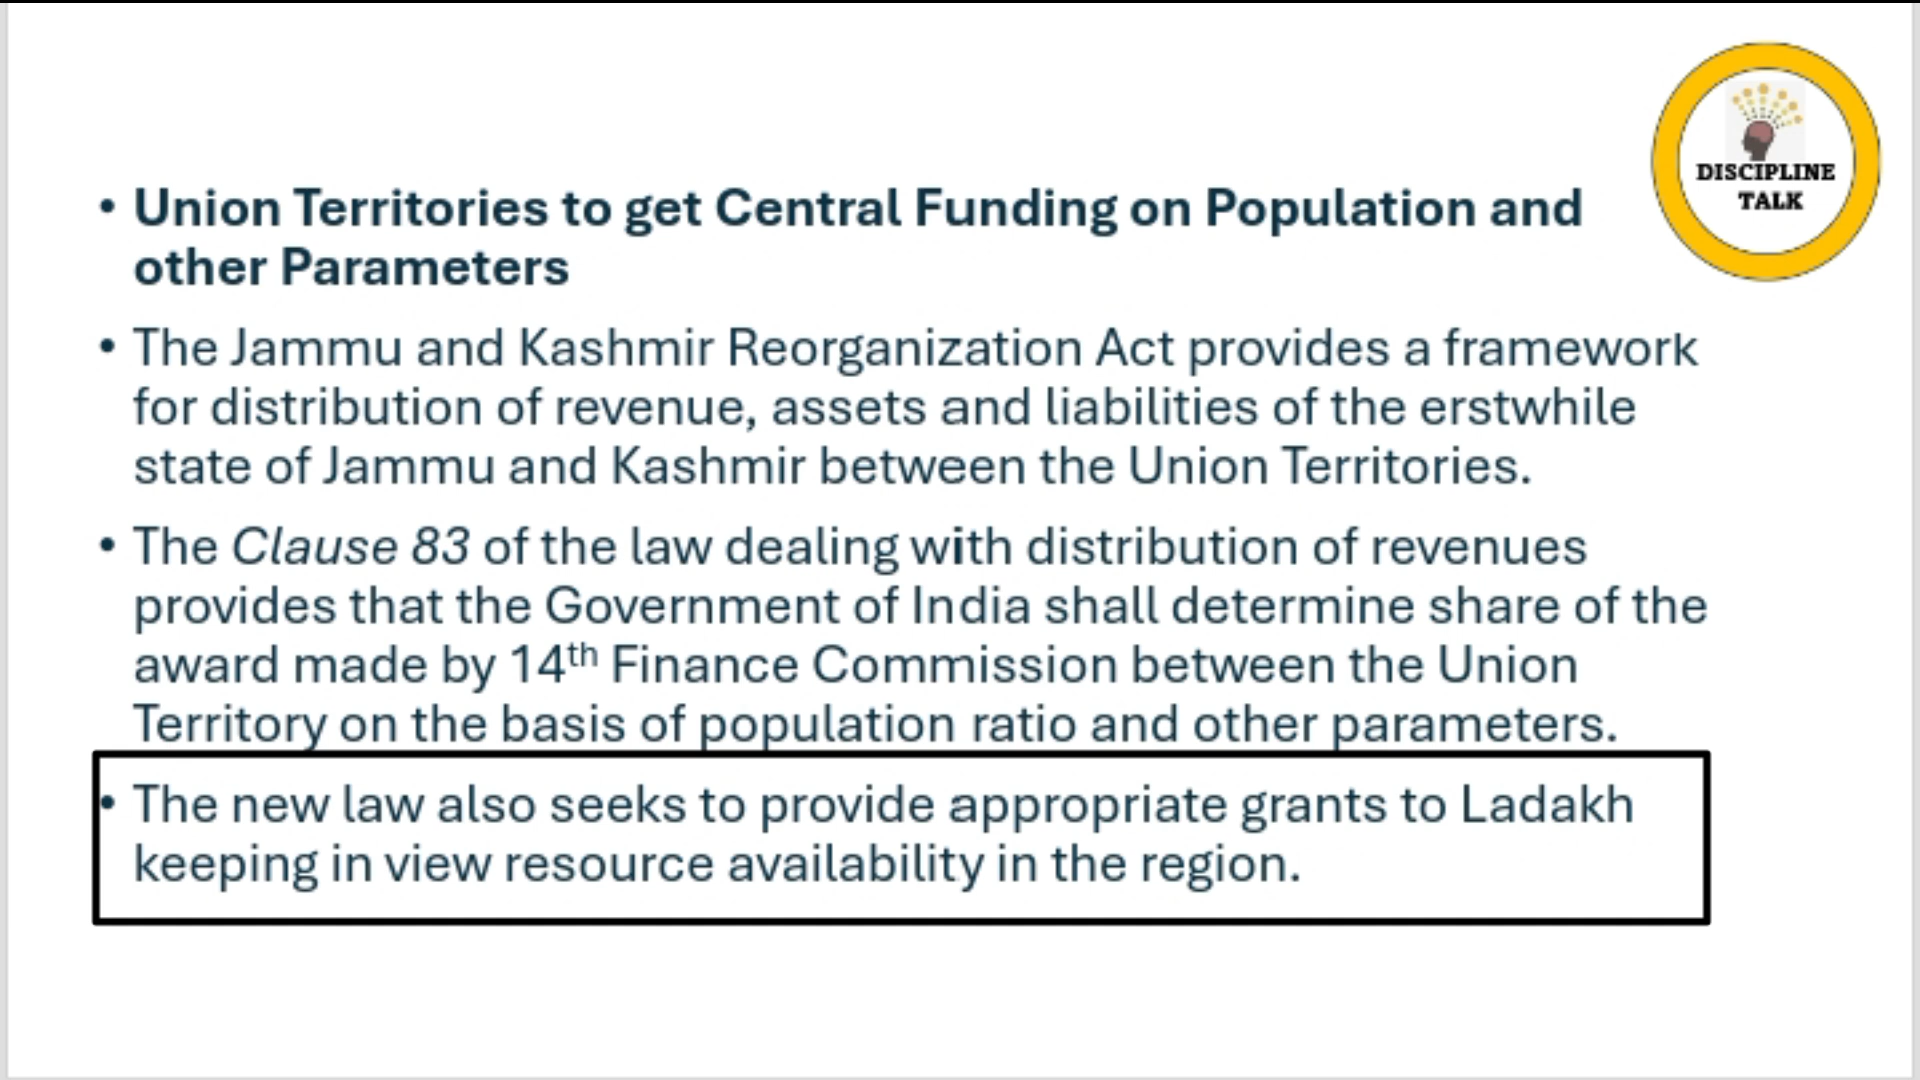 DISCIPLINE
TALK
• Union Territories to get Central Funding on Population and
other Parameters
• The Jammu and Kashmir Reorganization Act provides a framework
for distribution of revenue, assets and liabilities of the erstwhile
state of Jammu and Kashmir between the Union Territories.
• The Clause 83 of the law dealing with distribution of revenues
provides that the Government of India shall determine share of the
award made by 14th Finance Commission between the Union
Territory on the basis of population ratio and other parameters.
• The new law also seeks to provide appropriate grants to Ladakh
keeping in view resource availability in the region.